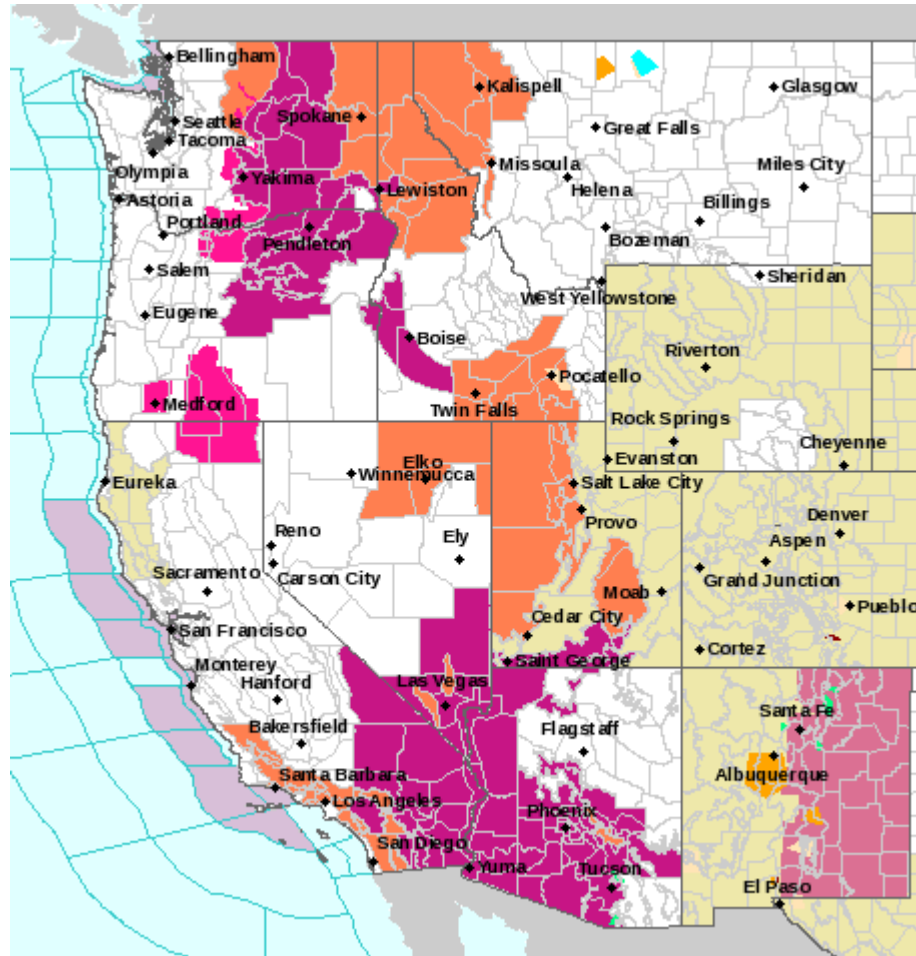 Bellingham
Kalispell
Glasgow
Seattle
Spokane
Tacoma
Great Falls
Olympia
Missoula
Miles City
Yakima
Helena
Astoria
Lewiston
Billings
Portland
Pendleton
Bozeman
Salem
Sheridan
West Yellowstone
Eugene
Boise
Riverton
Pocatello
Medford
Twin Falls
Rock Springs
Cheyenne
Elko
Evanston
Winnemucca
Eureka
Salt Lake City
Provo
Denver
Reno
Ely
Aspen
Sacramento
Carson City
Grand Junction
Moab
Pueblo
Cedar City
San Francisco
Cortez
Saint George
Monterey
Hanford
Las Vegas
Santa Fe
Bakersfield
Flagstaff
Albuquerque
Santa Barbara
Los Angeles
Phoenix
San Diego
Yuma
Tucson
El Paso